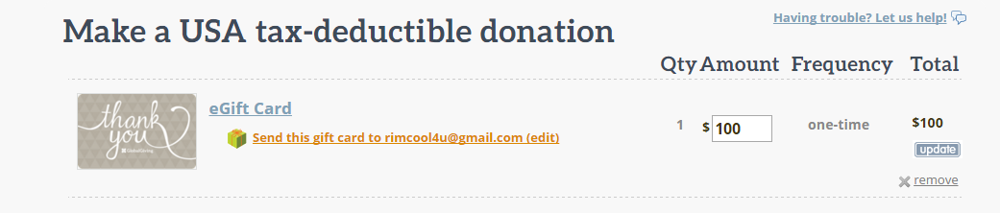 Having trouble? Let us help!
Make a USA tax-deductible donation
Qty Amount Frequency Total
thank you
GlobalGiving
eGift Card
Send this gift card to rimcool4u@gmail.com (edit)
1 $ 100 one-time $100
update
remove